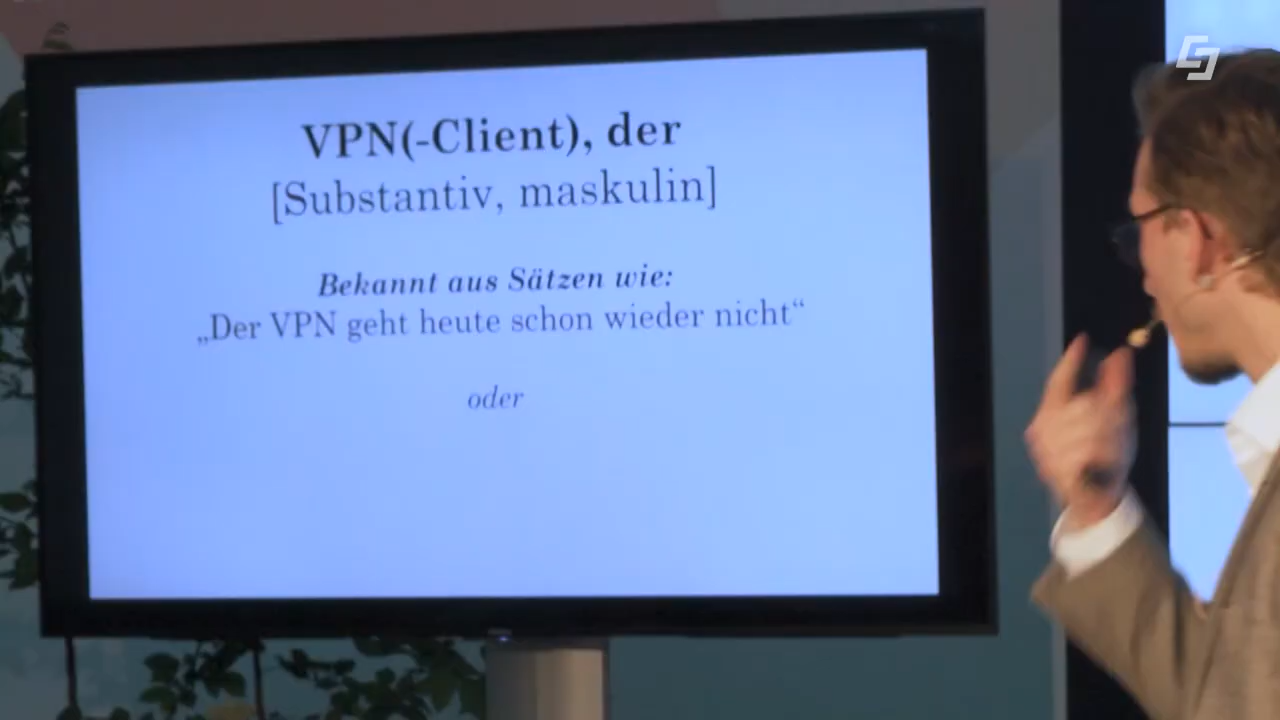 VPN(-Client), der
[Substantiv, maskulin]
Bekannt aus Sätzen wie:
„Der VPN geht heute schon wieder nicht“
oder